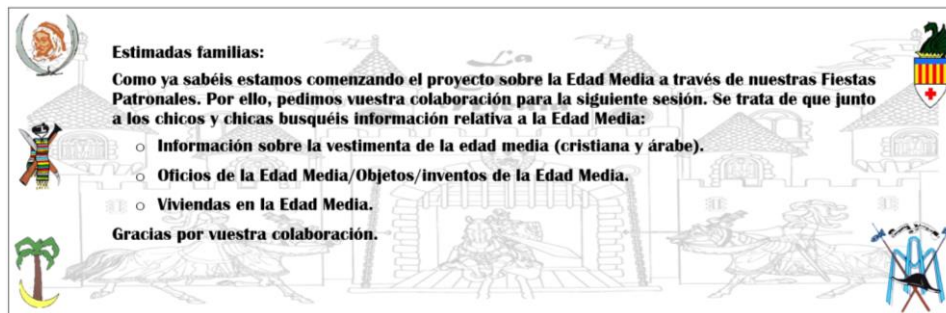 Estimadas familias:
Como ya sabéis estamos comenzando el proyecto sobre la Edad Media a través de nuestras Fiestas
Patronales. Por ello, pedimos vuestra colaboración para la siguiente sesión. Se trata de que junto
a los chicos y chicas busquéis información relativa a la Edad Media:
o Información sobre la vestimenta de la edad media (cristiana y árabe).
o Oficios de la Edad Media/Objetos/inventos de la Edad Media.
o Viviendas en la Edad Media.
Gracias por vuestra colaboración.